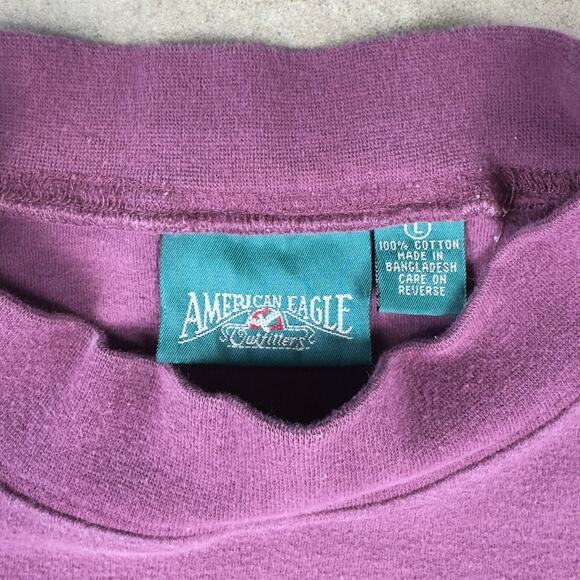 AMERICAN EAGLE
Outfitters
L
100% COTTON
MADE IN
BANGLADESH
CARE ON
REVERSE